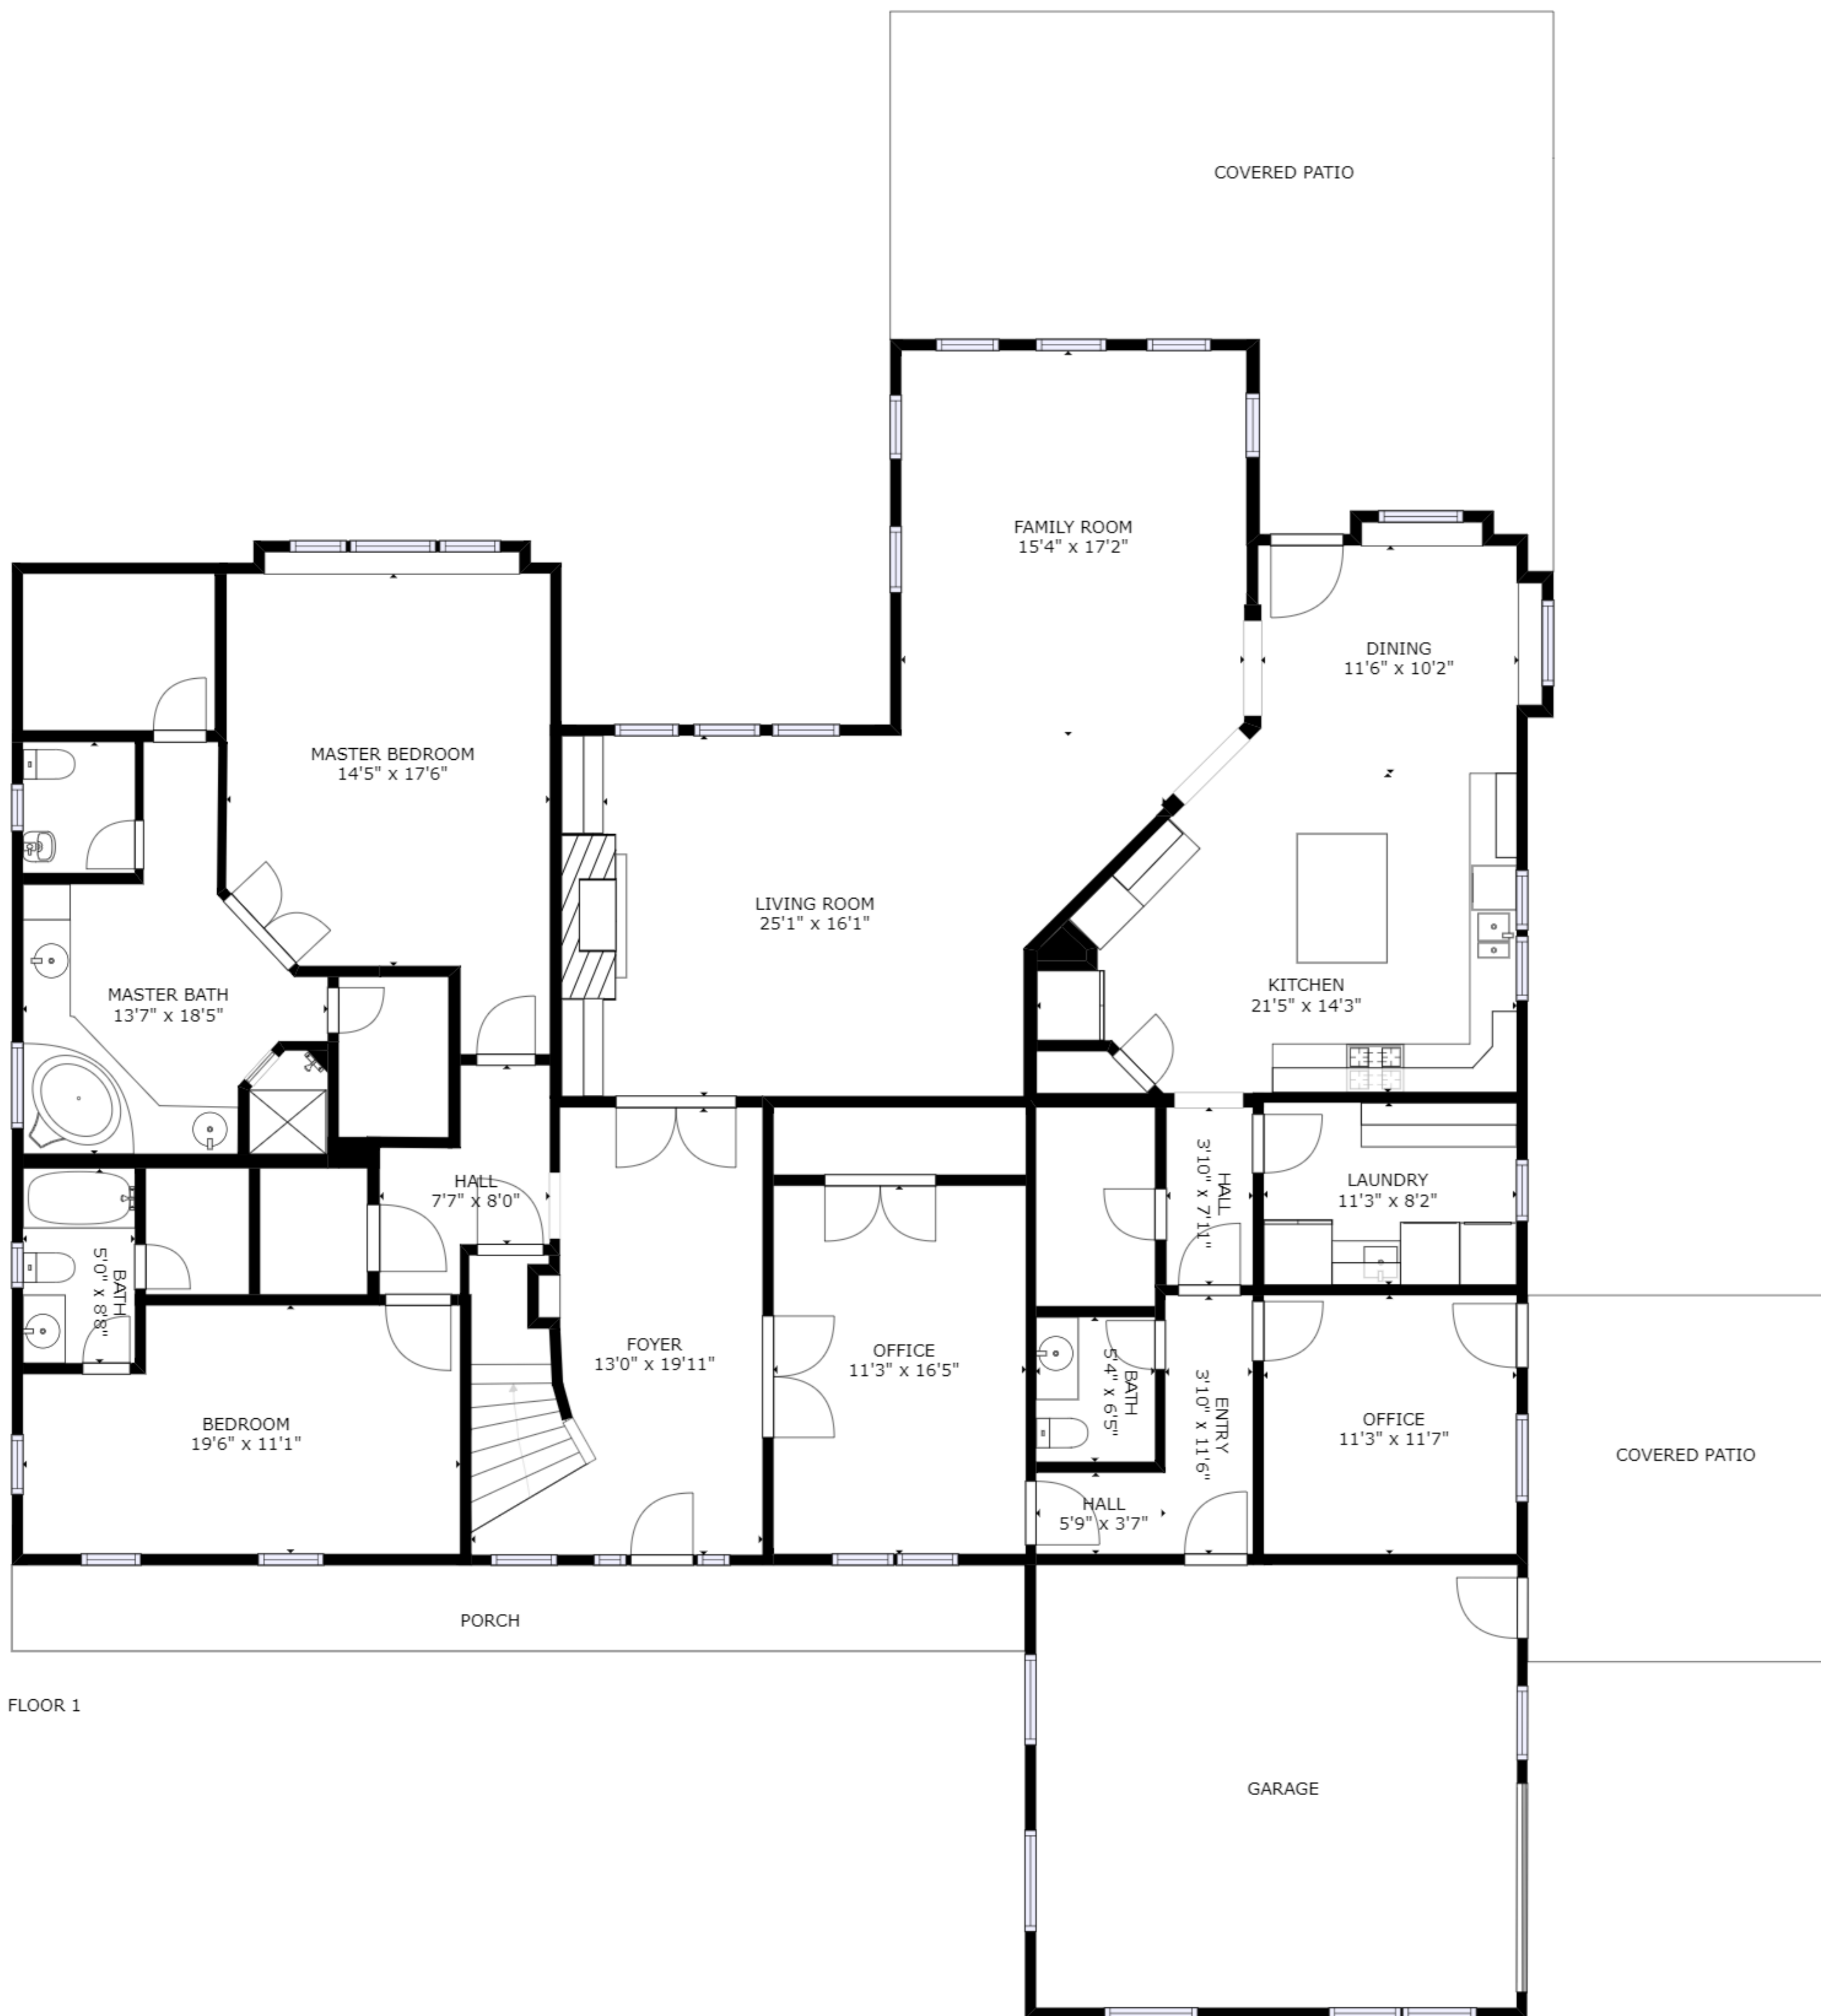 COVERED PATIO
FAMILY ROOM
15'4" x 17'2"
DINING
11'6" x 10'2"
MASTER BEDROOM
14'5" x 17'6"
LIVING ROOM
25'1" x 16'1"
KITCHEN
21'5" x 14'3"
MASTER BATH
13'7" x 18'5"
HALL
7'7" x 8'0"
HALL
3'10" x 7'11"
LAUNDRY
11'3" x 8'2"
BATH
5'0" x 8'8"
FOYER
13'0" x 19'11"
OFFICE
11'3" x 16'5"
BATH
5'4" x 6'5"
ENTRY
3'10" x 11'6"
OFFICE
11'3" x 11'7"
BEDROOM
19'6" x 11'1"
COVERED PATIO
HALL
5'9" x 3'7"
PORCH
FLOOR 1
GARAGE